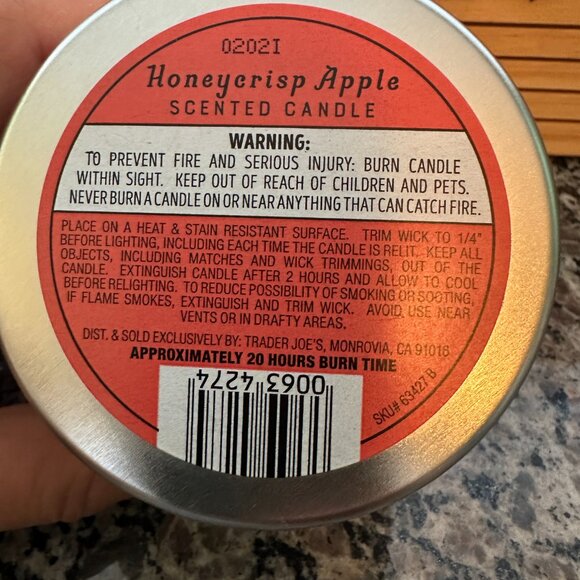 02021
Honeycrisp Apple
SCENTED CANDLE
WARNING:
TO PREVENT FIRE AND SERIOUS INJURY: BURN CANDLE
WITHIN SIGHT. KEEP OUT OF REACH OF CHILDREN AND PETS.
NEVER BURN A CANDLE ON OR NEAR ANYTHING THAT CAN CATCH FIRE.
PLACE ON A HEAT & STAIN RESISTANT SURFACE. TRIM WICK TO 1/4"
BEFORE LIGHTING, INCLUDING EACH TIME THE CANDLE IS RELIT. KEEP ALL
OBJECTS, INCLUDING MATCHES AND WICK TRIMMINGS, OUT OF THE
CANDLE. EXTINGUISH CANDLE AFTER 2 HOURS AND ALLOW TO COOL
BEFORE RELIGHTING. TO REDUCE POSSIBILITY OF SMOKING OR SOOTING,
IF FLAME SMOKES, EXTINGUISH AND TRIM WICK. AVOID USE NEAR
VENTS OR IN DRAFTY AREAS.
DIST. & SOLD EXCLUSIVELY BY: TRADER JOE'S, MONROVIA, CA 91016
APPROXIMATELY 20 HOURS BURN TIME
SKU# 63427 B
0063 4274